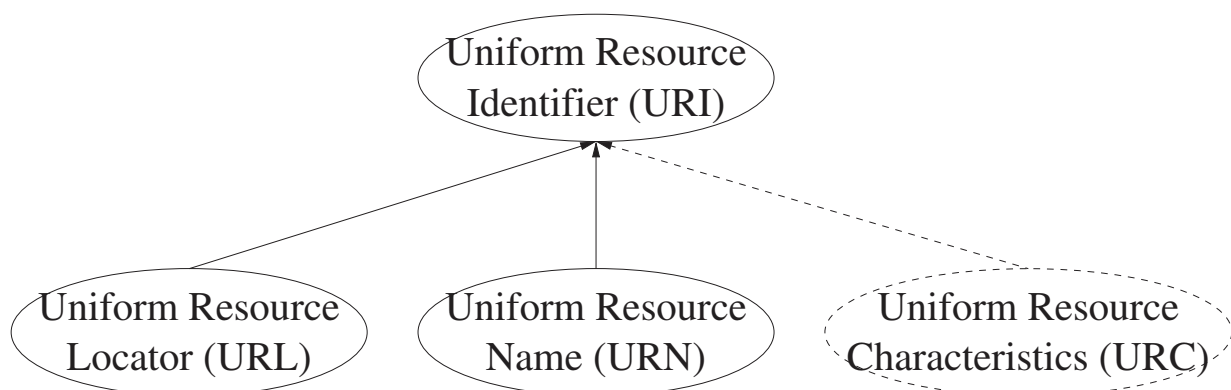 Uniform Resource
Identifier (URI)
Uniform Resource
Locator (URL)
Uniform Resource
Name (URN)
Uniform Resource
Characteristics (URC)